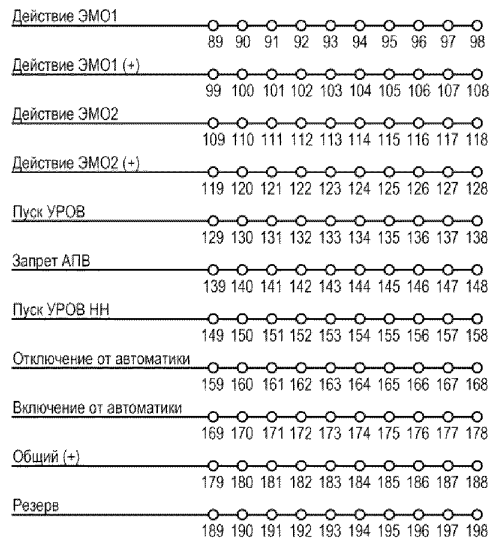 Действие ЭМО1
89 90 91 92 93 94 95 96 97 98
Действие ЭМО1 (+)
99 100 101 102 103 104 105 106 107 108
Действие ЭМО2
109 110 111 112 113 114 115 116 117 118
Действие ЭМО2 (+)
119 120 121 122 123 124 125 126 127 128
Пуск УРОВ
129 130 131 132 133 134 135 136 137 138
Запрет АПВ
139 140 141 142 143 144 145 146 147 148
Пуск УРОВ НН
149 150 151 152 153 154 155 156 157 158
Отключение от автоматики
159 160 161 162 163 164 165 166 167 168
Включение от автоматики
169 170 171 172 173 174 175 176 177 178
Общий (+)
179 180 181 182 183 184 185 186 187 188
Резерв
189 190 191 192 193 194 195 196 197 198